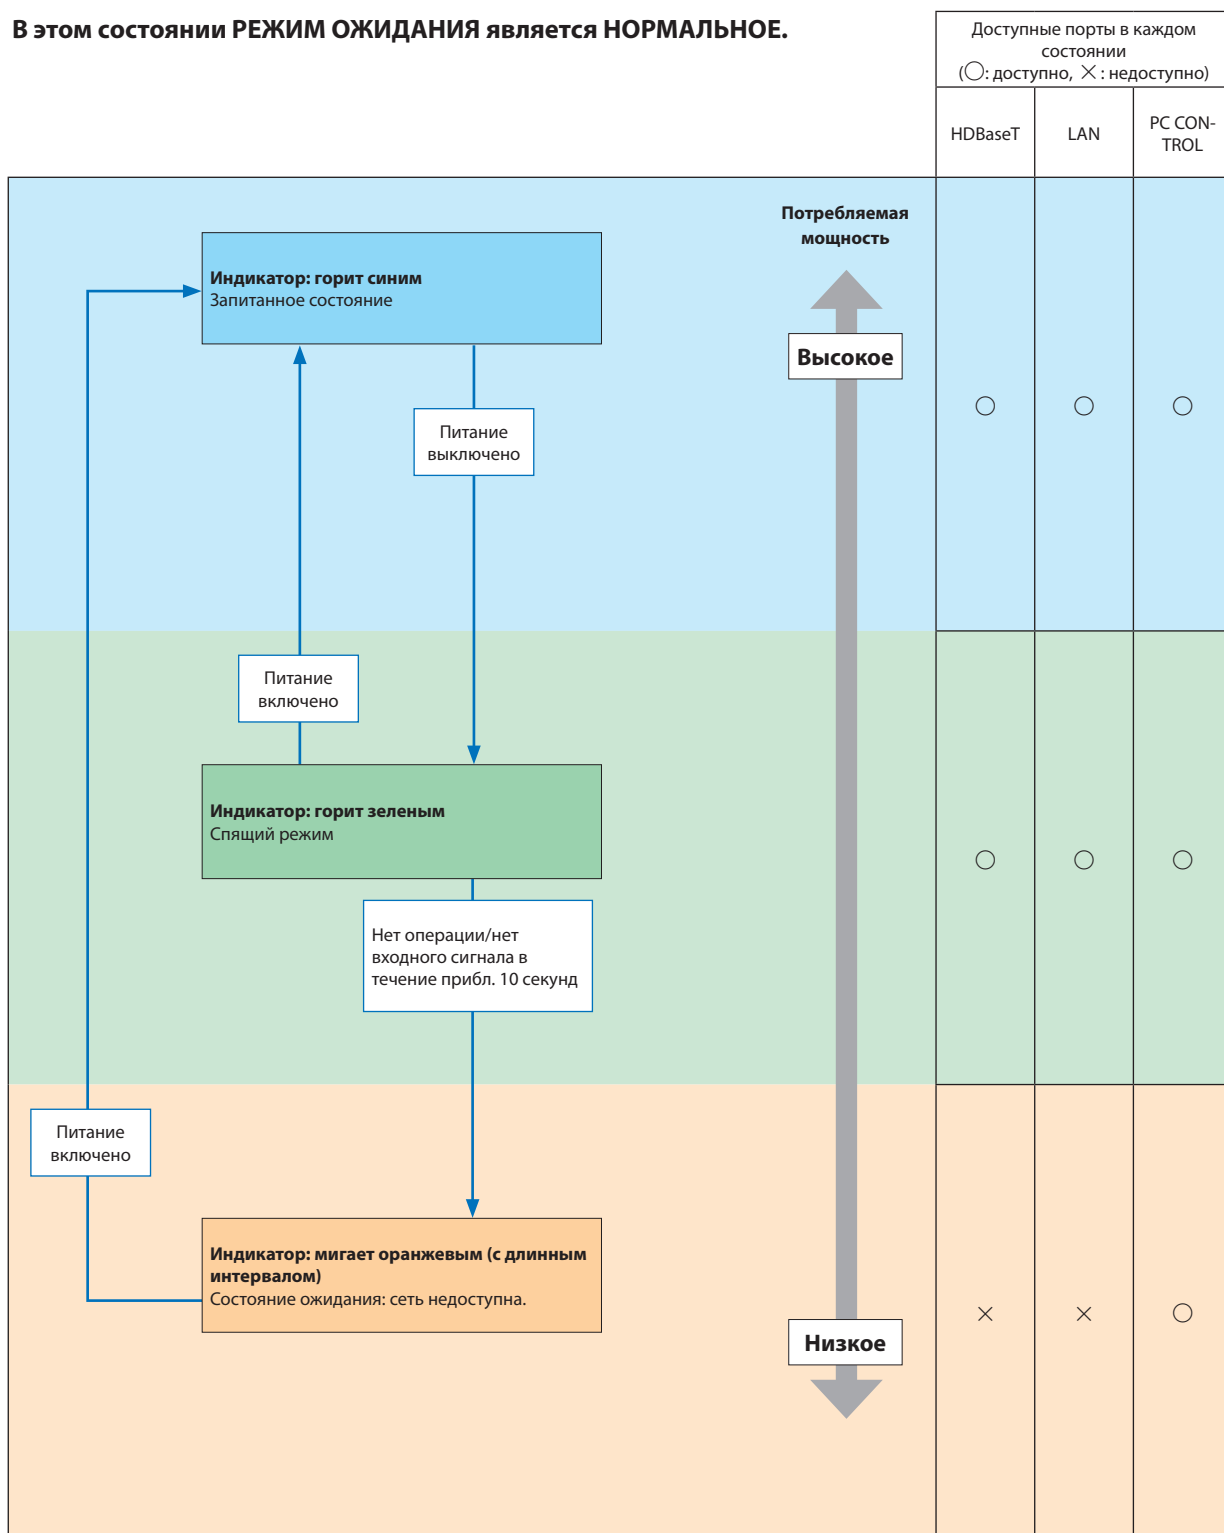 В этом состоянии РЕЖИМ ОЖИДАНИЯ является НОРМАЛЬНОЕ.
Доступные порты в каждом
состоянии
(○: доступно, ×: недоступно)
HDBaseT
LAN
PC CON-
TROL
Потребляемая
мощность
Индикатор: горит синим
Запитанное состояние
Высокое
○ ○ ○
Питание
выключено
Питание
включено
Индикатор: горит зеленым
Спящий режим
○ ○ ○
Нет операции/нет
входного сигнала в
течение прибл. 10 секунд
Питание
включено
Индикатор: мигает оранжевым (с длинным
интервалом)
Состояние ожидания: сеть недоступна.
× × ○
Низкое